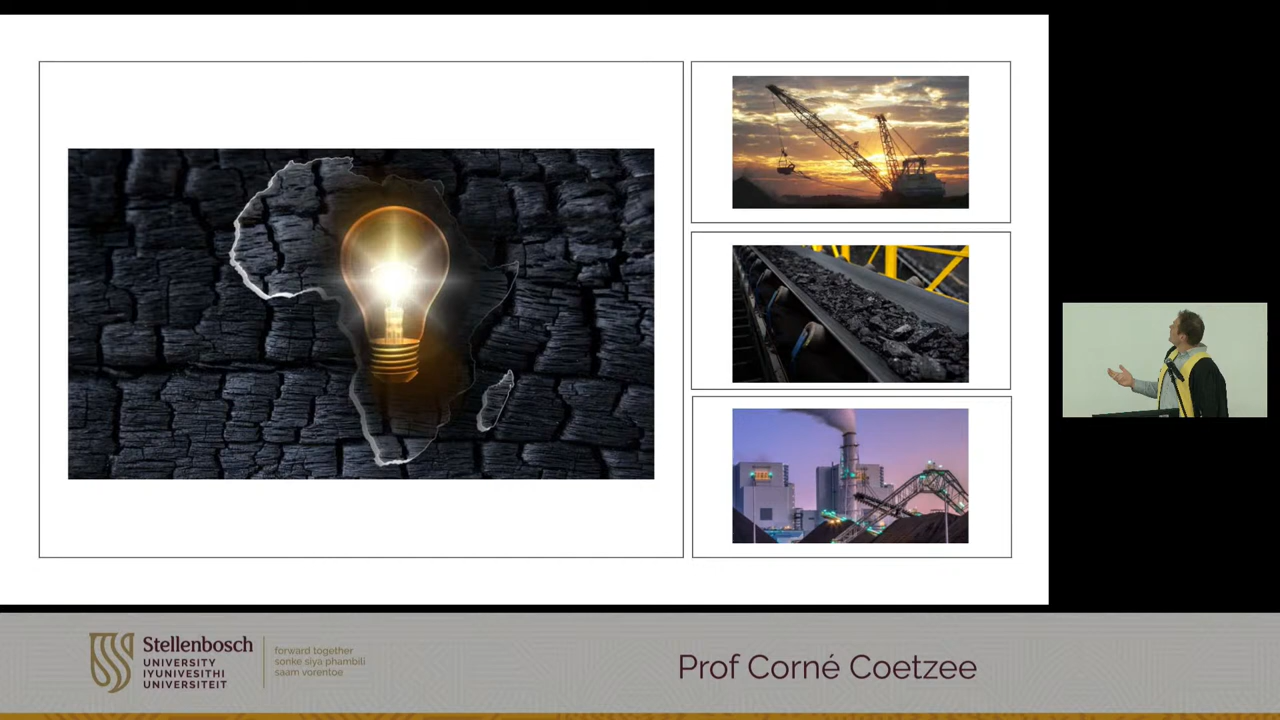 Stellenbosch
UNIVERSITY
IYUNIVESITHI
UNIVERSITEIT
forward together
sonke siya phambili
saam vorentoe
Prof Corné Coetzee